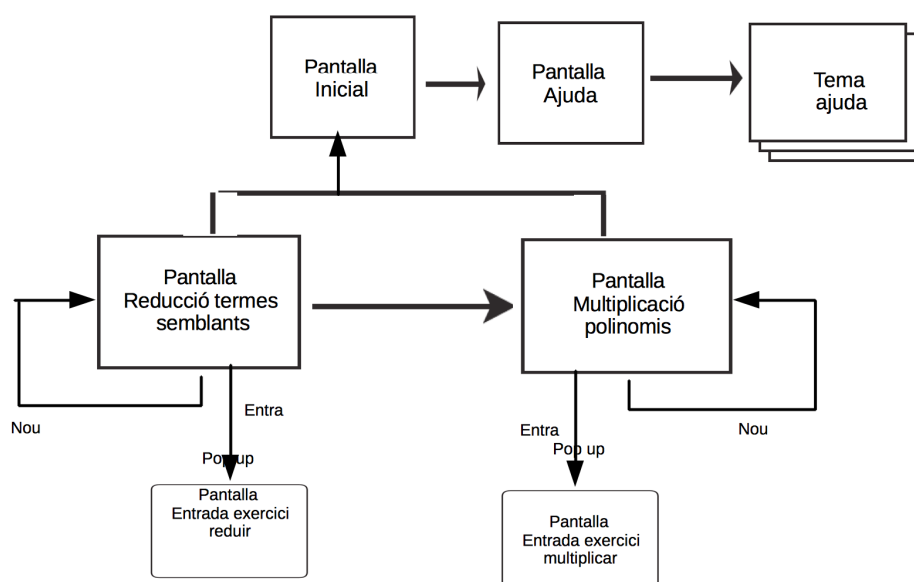 Pantalla
Inicial
Pantalla
Ajuda
Tema
ajuda
Pantalla
Reducció termes
semblants
Pantalla
Multiplicació
polinomis
Nou
Entra
Pop up
Entra
Pop up
Nou
Pantalla
Entrada exercici
reduir
Pantalla
Entrada exercici
multiplicar